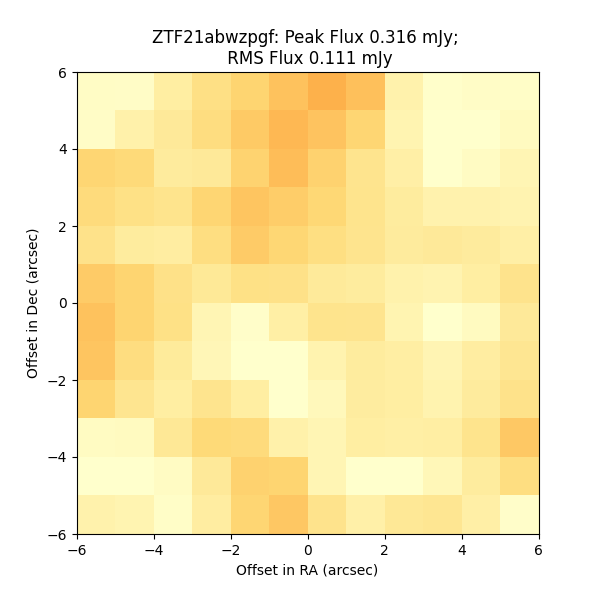 ZTF21abwzpgf: Peak Flux 0.316 mJy;
RMS Flux 0.111 mJy
6
4
2
0
−2
−4
−6
Offset in Dec (arcsec)
−6 −4 −2 0 2 4 6
Offset in RA (arcsec)